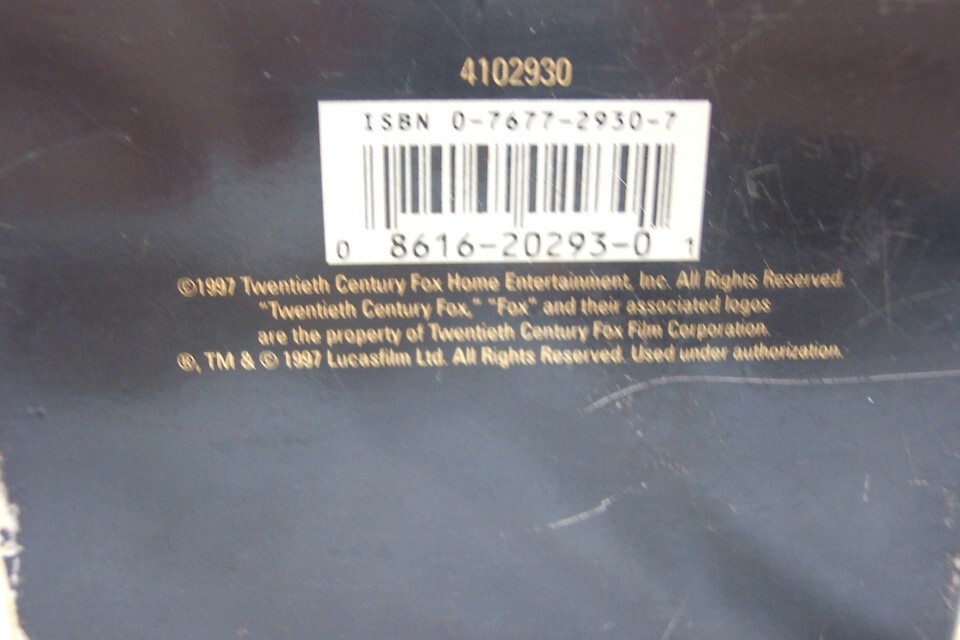 4102930
ISBN 0-7677-2930-7
0 8616-20293-0 1
©1997 Twentieth Century Fox Home Entertainment, Inc. All Rights Reserved.
"Twentieth Century Fox," "Fox" and their associated logos
are the property of Twentieth Century Fox Film Corporation.
®, TM & © 1997 Lucasfilm Ltd. All Rights Reserved. Used under authorization.